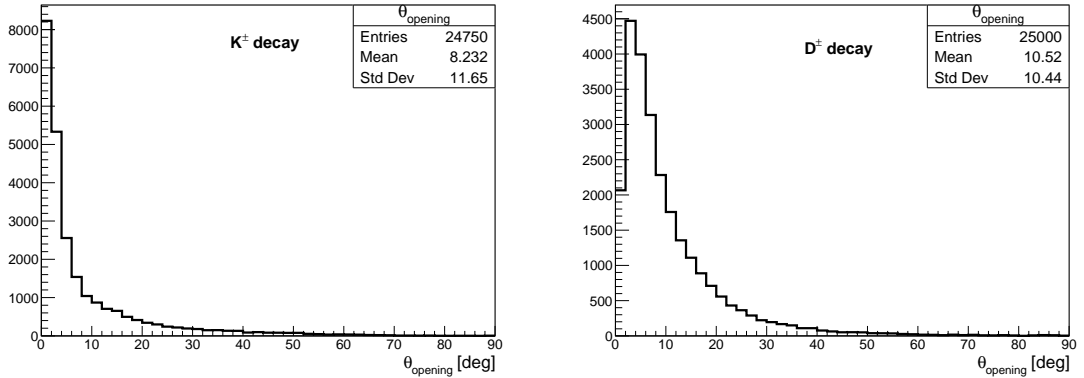 θopening
Entries 24750
Mean 8.232
Std Dev 11.65
K± decay
8000
7000
6000
5000
4000
3000
2000
1000
0
0 10 20 30 40 50 60 70 80 90
θopening [deg]
θopening
Entries 25000
Mean 10.52
Std Dev 10.44
D± decay
4500
4000
3500
3000
2500
2000
1500
1000
500
0
0 10 20 30 40 50 60 70 80 90
θopening [deg]